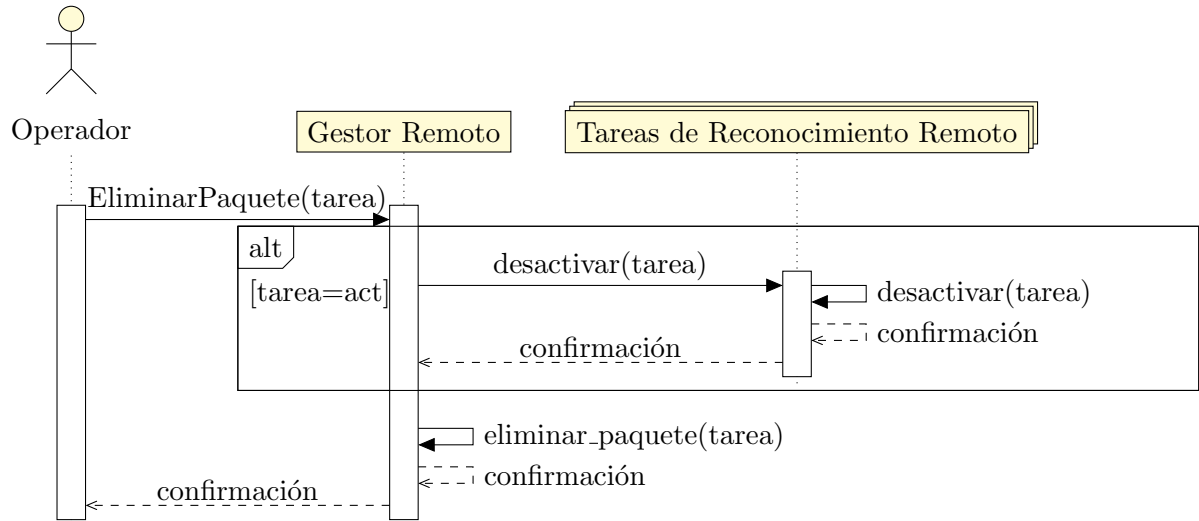 Operador
Gestor Remoto
Tareas de Reconocimiento Remoto
EliminarPaquete(tarea)
alt
[tarea=act]
desactivar(tarea)
desactivar(tarea)
confirmación
confirmación
eliminar_paquete(tarea)
confirmación
confirmación